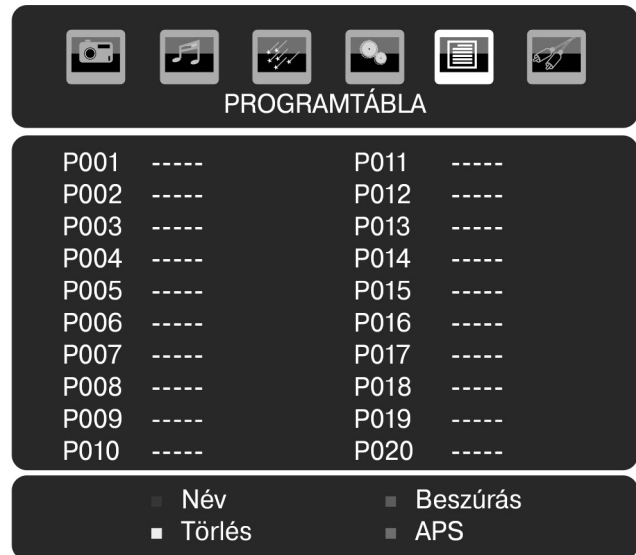 PROGRAMTÁBLA
P001 ----- P011 -----
P002 ----- P012 -----
P003 ----- P013 -----
P004 ----- P014 -----
P005 ----- P015 -----
P006 ----- P016 -----
P007 ----- P017 -----
P008 ----- P018 -----
P009 ----- P019 -----
P010 ----- P020 -----
Név Beszúrás
Törlés APS